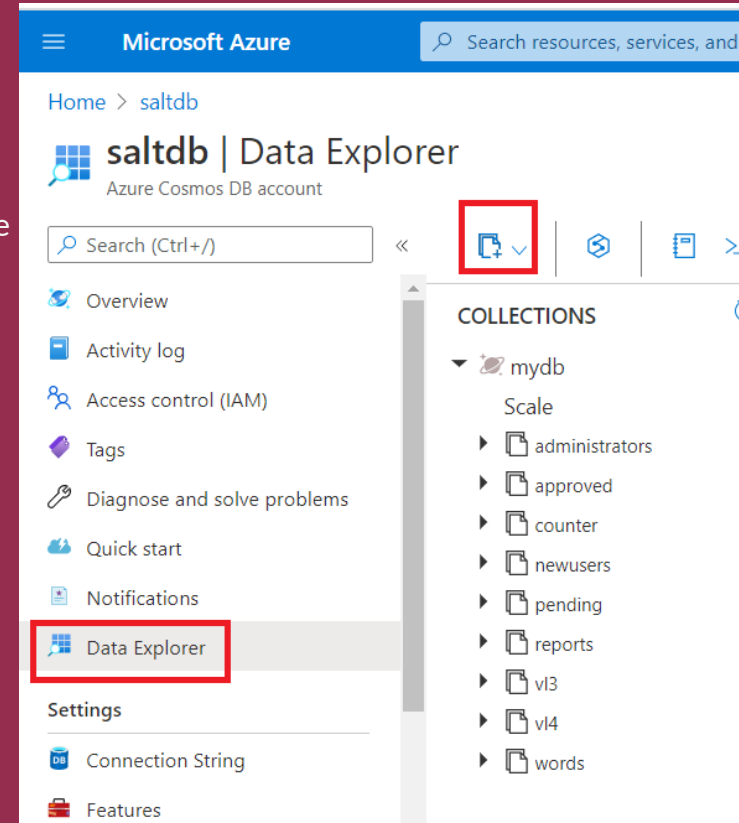 Microsoft Azure
Search resources, services, and
Home > saltdb
saltdb | Data Explorer
Azure Cosmos DB account
e
Search (Ctrl+/)
«
Overview
Activity log
Access control (IAM)
Tags
Diagnose and solve problems
Quick start
Notifications
Data Explorer
Settings
DB Connection String
Features
COLLECTIONS
mydb
Scale
administrators
approved
counter
newusers
pending
reports
vl3
vl4
words